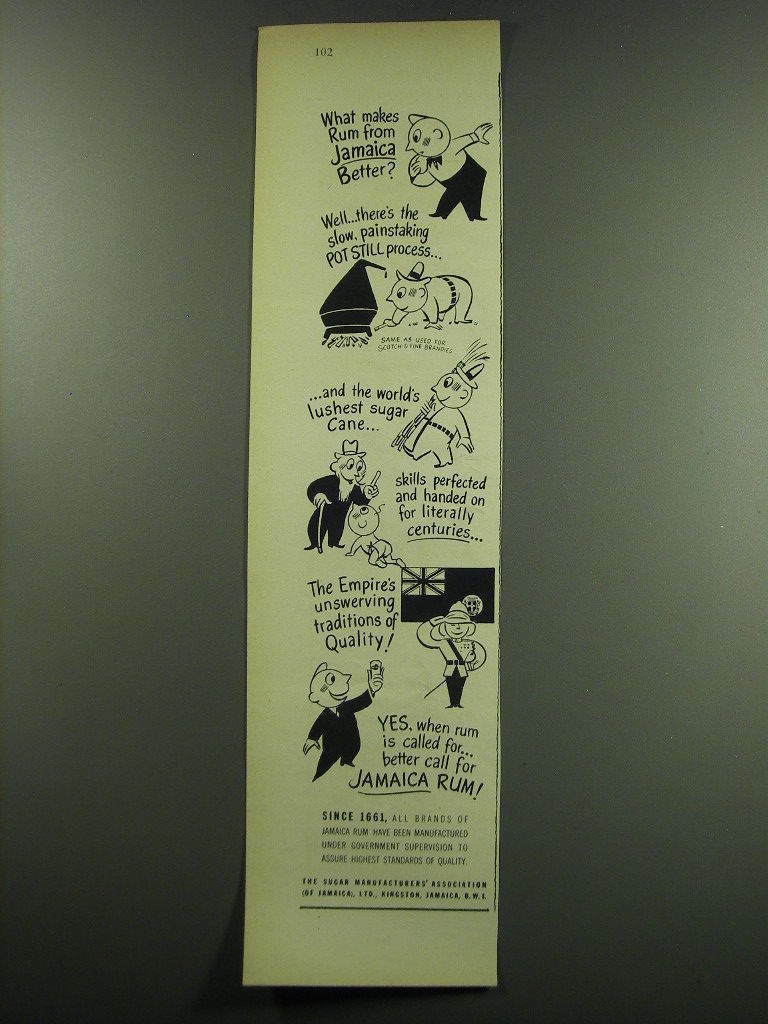 102
What makes
Rum from
Jamaica
Better?
Well...there's the
slow, painstaking
POT STILL process...
SAME AS USED FOR
SCOTCH & FINE BRANDIES
...and the world's
lushest sugar
Cane...
skills perfected
and handed on
for literally
centuries...
The Empire's
unswerving
traditions of
Quality!
YES, when rum
is called for...
better call for
JAMAICA RUM!
SINCE 1661, ALL BRANDS OF
JAMAICA RUM HAVE BEEN MANUFACTURED
UNDER GOVERNMENT SUPERVISION TO
ASSURE HIGHEST STANDARDS OF QUALITY.
THE SUGAR MANUFACTURERS' ASSOCIATION
(OF JAMAICA), LTD., KINGSTON, JAMAICA, B.W.I.